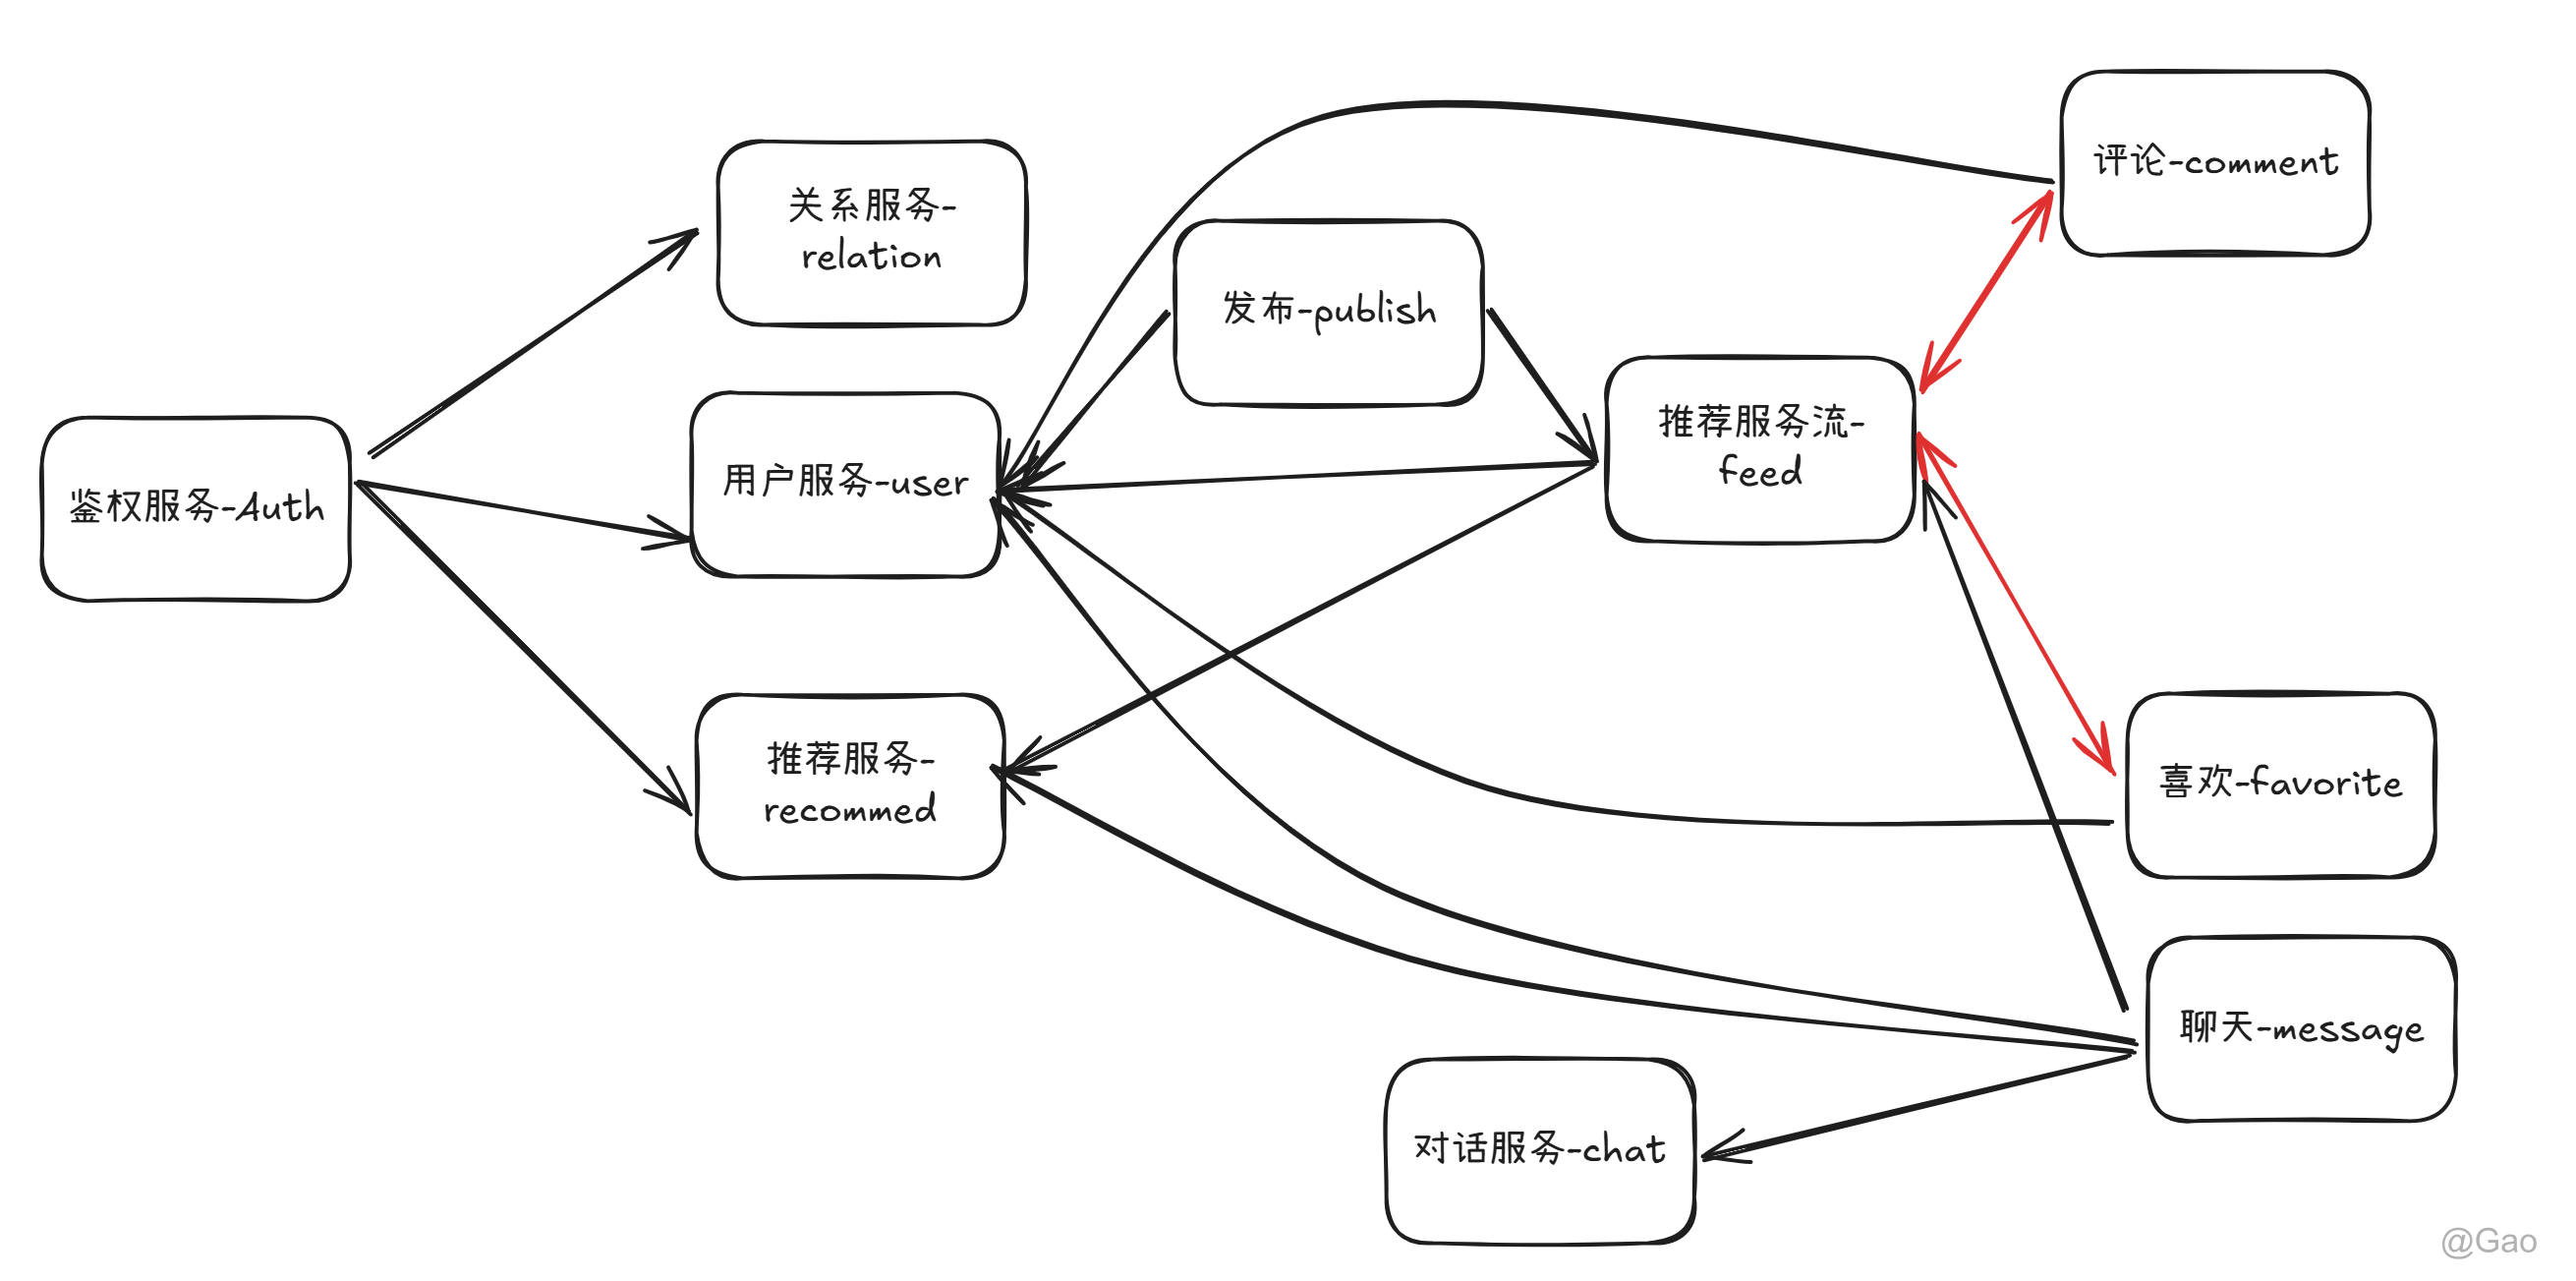 评论-comment
关系服务-
relation
发布-publish
推荐服务流-
feed
用户服务-user
鉴权服务-Auth
推荐服务-
recommed
喜欢-favorite
聊天-message
对话服务-chat
@Gao